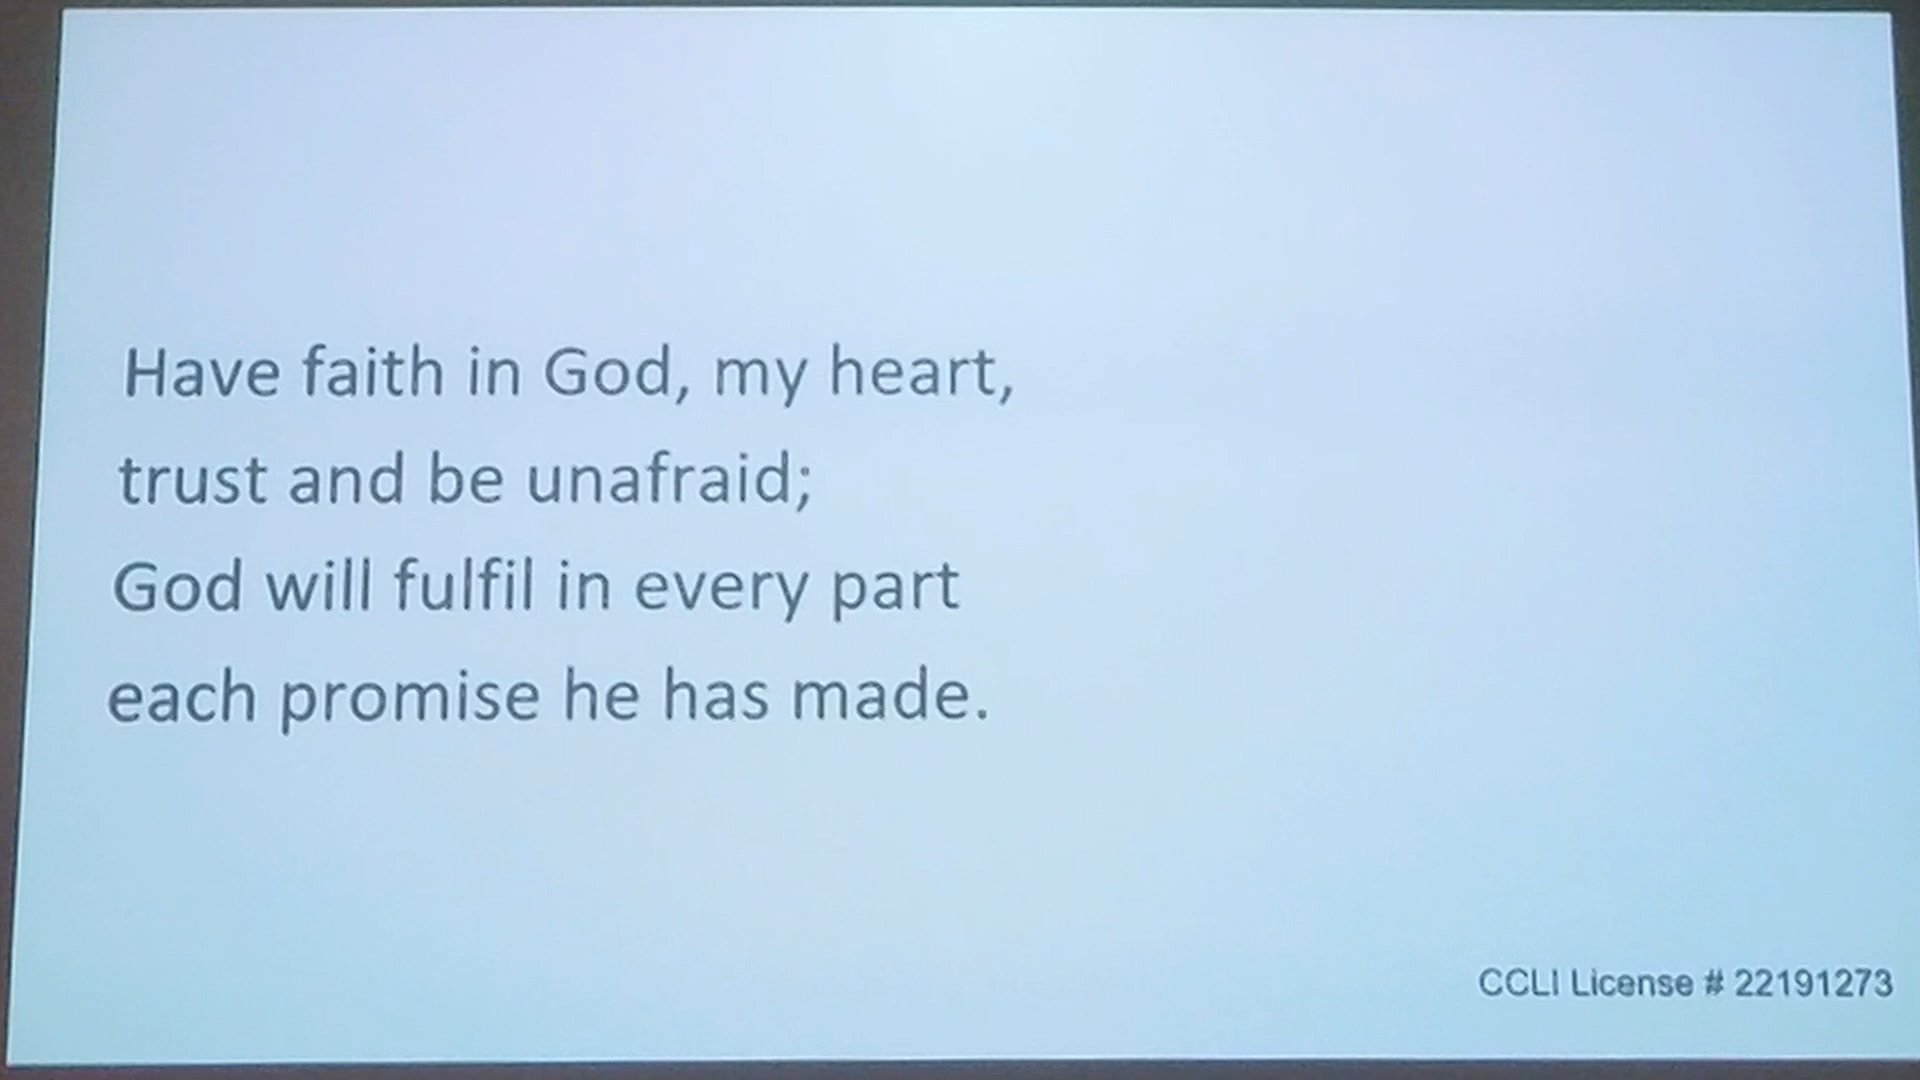 Have faith in God, my heart,
trust and be unafraid;
God will fulfil in every part
each promise he has made.
CCLI License # 22191273